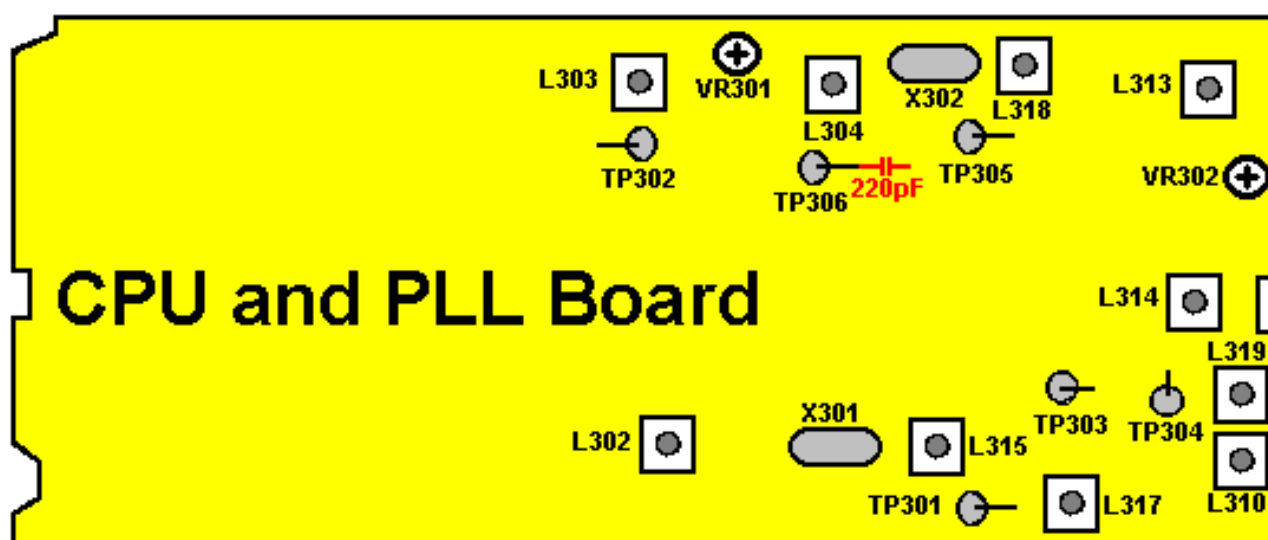 L303
VR301
L304
X302
L318
L313
TP302
TP306
220pF
TP305
VR302
CPU and PLL Board
L314
L319
X301
TP303
TP304
L302
L315
TP301
L317
L310